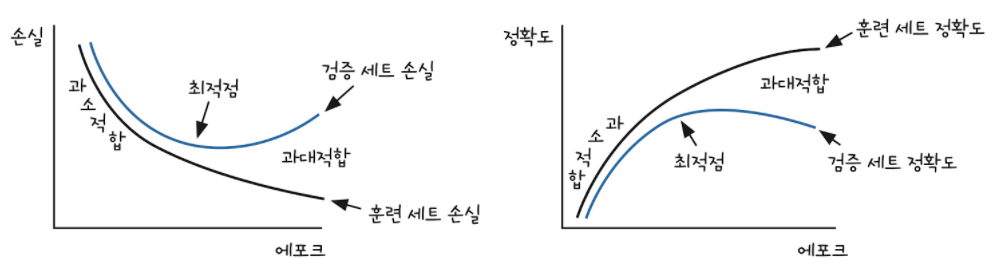 손실
과소적합
최적점
검증 세트 손실
과대적합
훈련 세트 손실
에포크
정확도
훈련 세트 정확도
과대적합
과소적합
최적점
검증 세트 정확도
에포크